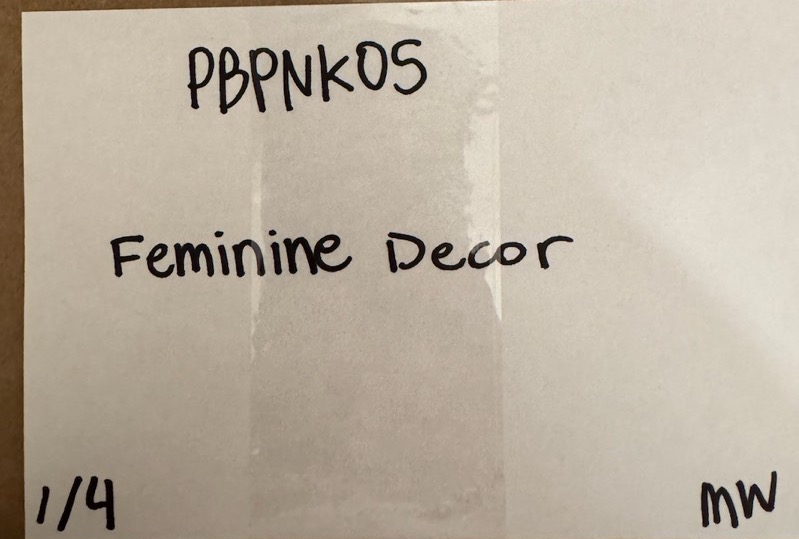 PBPNK05
Feminine Decor
1/4
MW